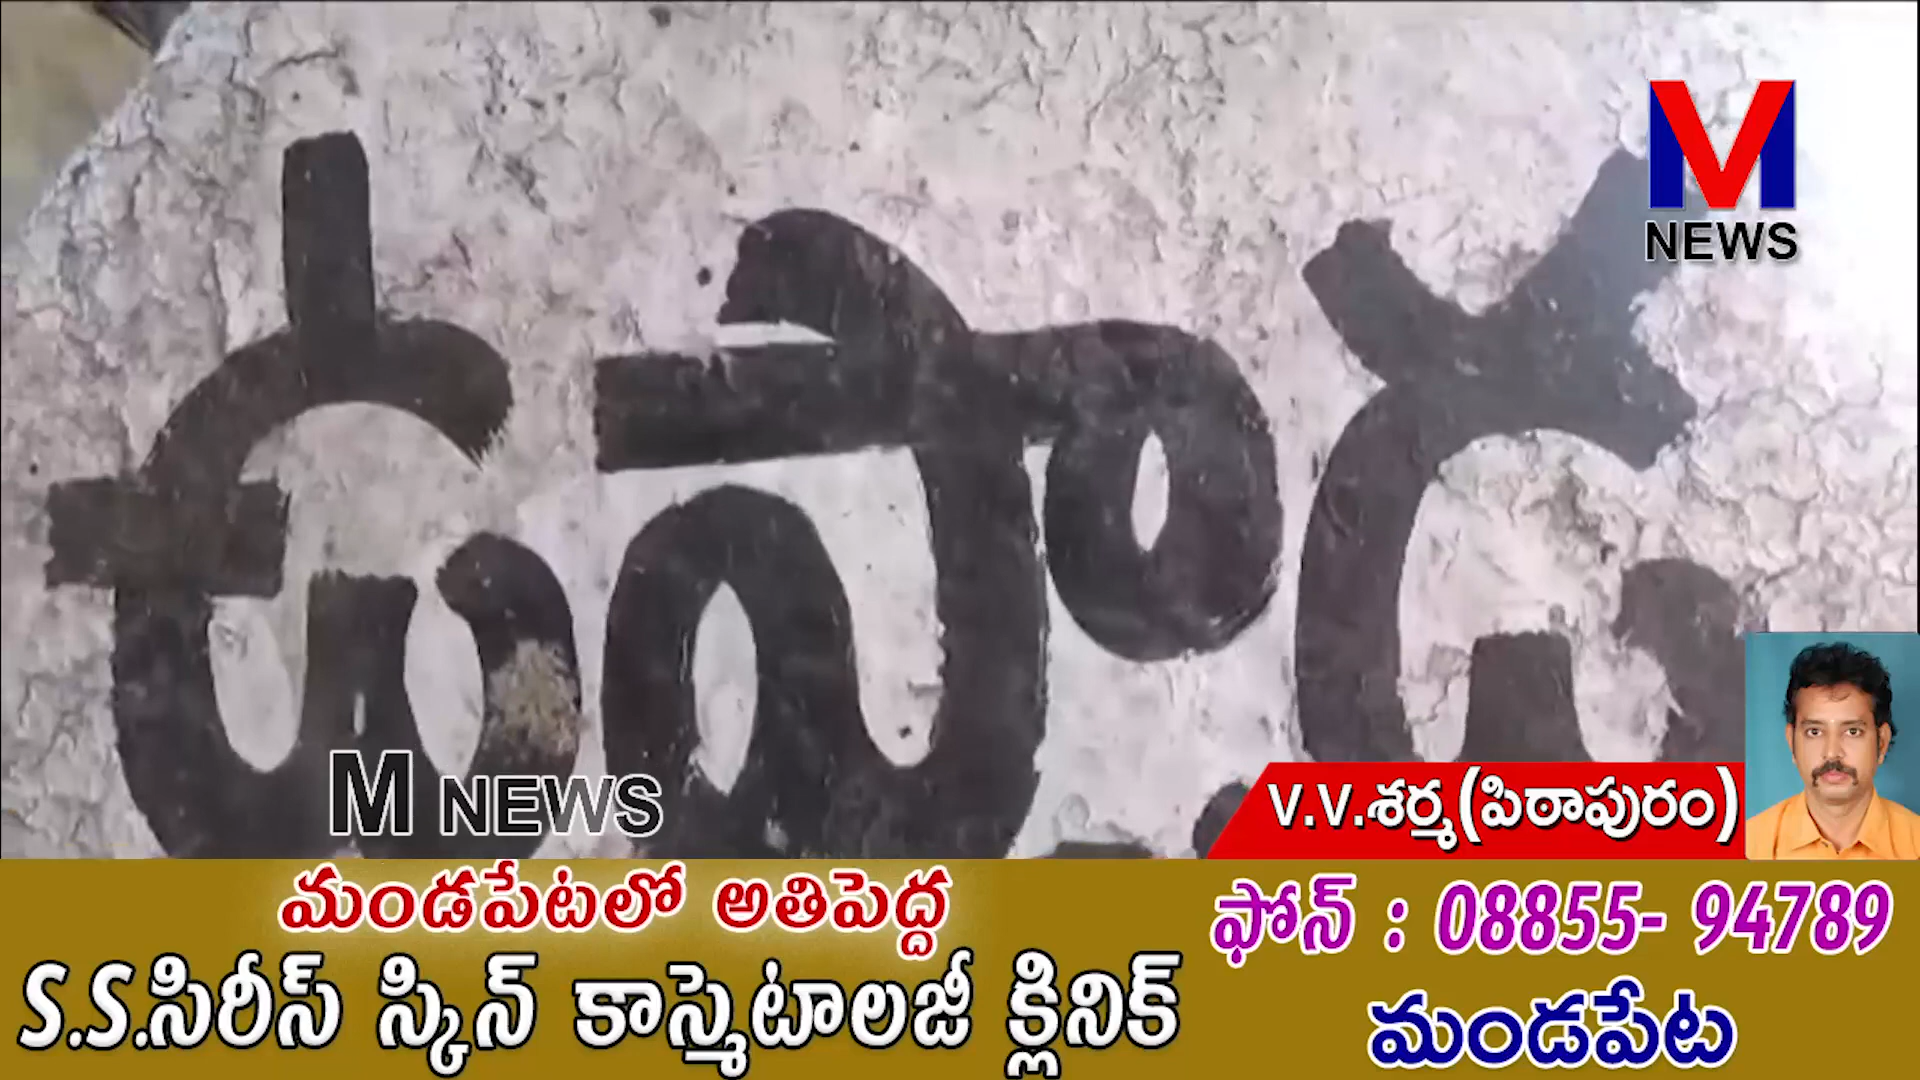 M
NEWS
M NEWS
V.V.శర్మ(పిఠాపురం)
మండపేటలో అతిపెద్ద
S.S.సిరీస్ స్కిన్ కాస్మెటాలజీ క్లినిక్
ఫోన్ : 08855- 94789
మండపేట